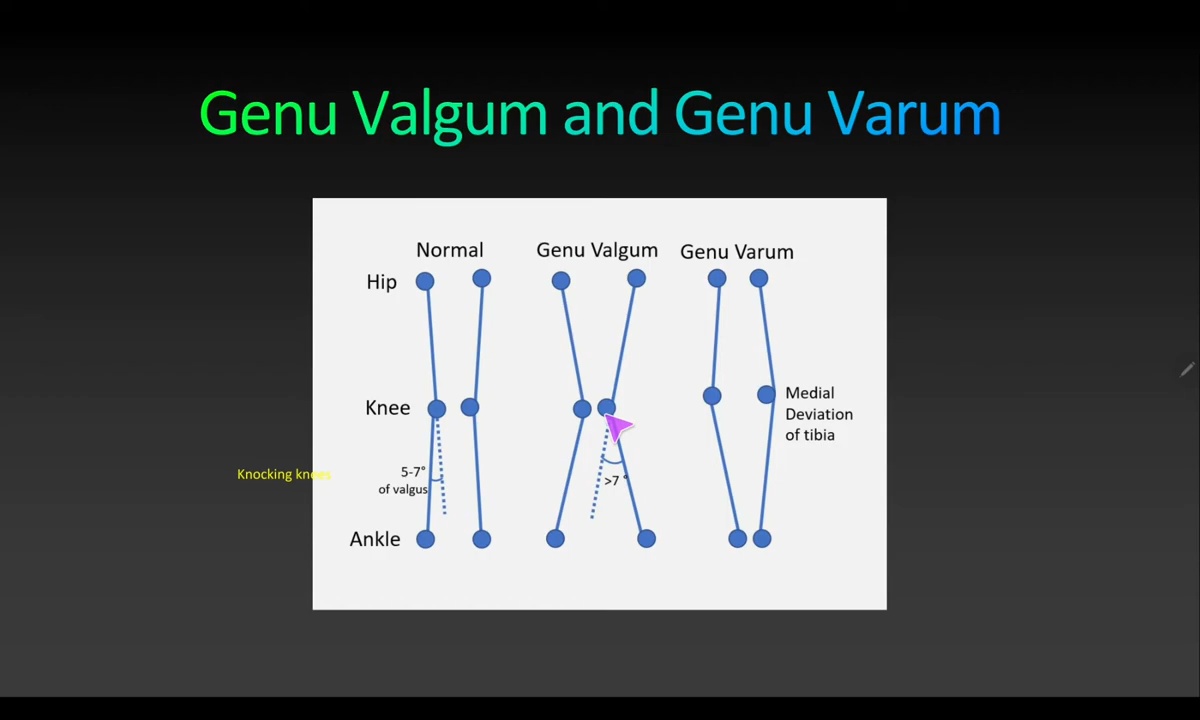 Genu Valgum and Genu Varum
Normal
Genu Valgum
Genu Varum
Hip
Knee
Medial
Deviation
of tibia
Knocking knees
5-7°
of valgus
>7 °
Ankle